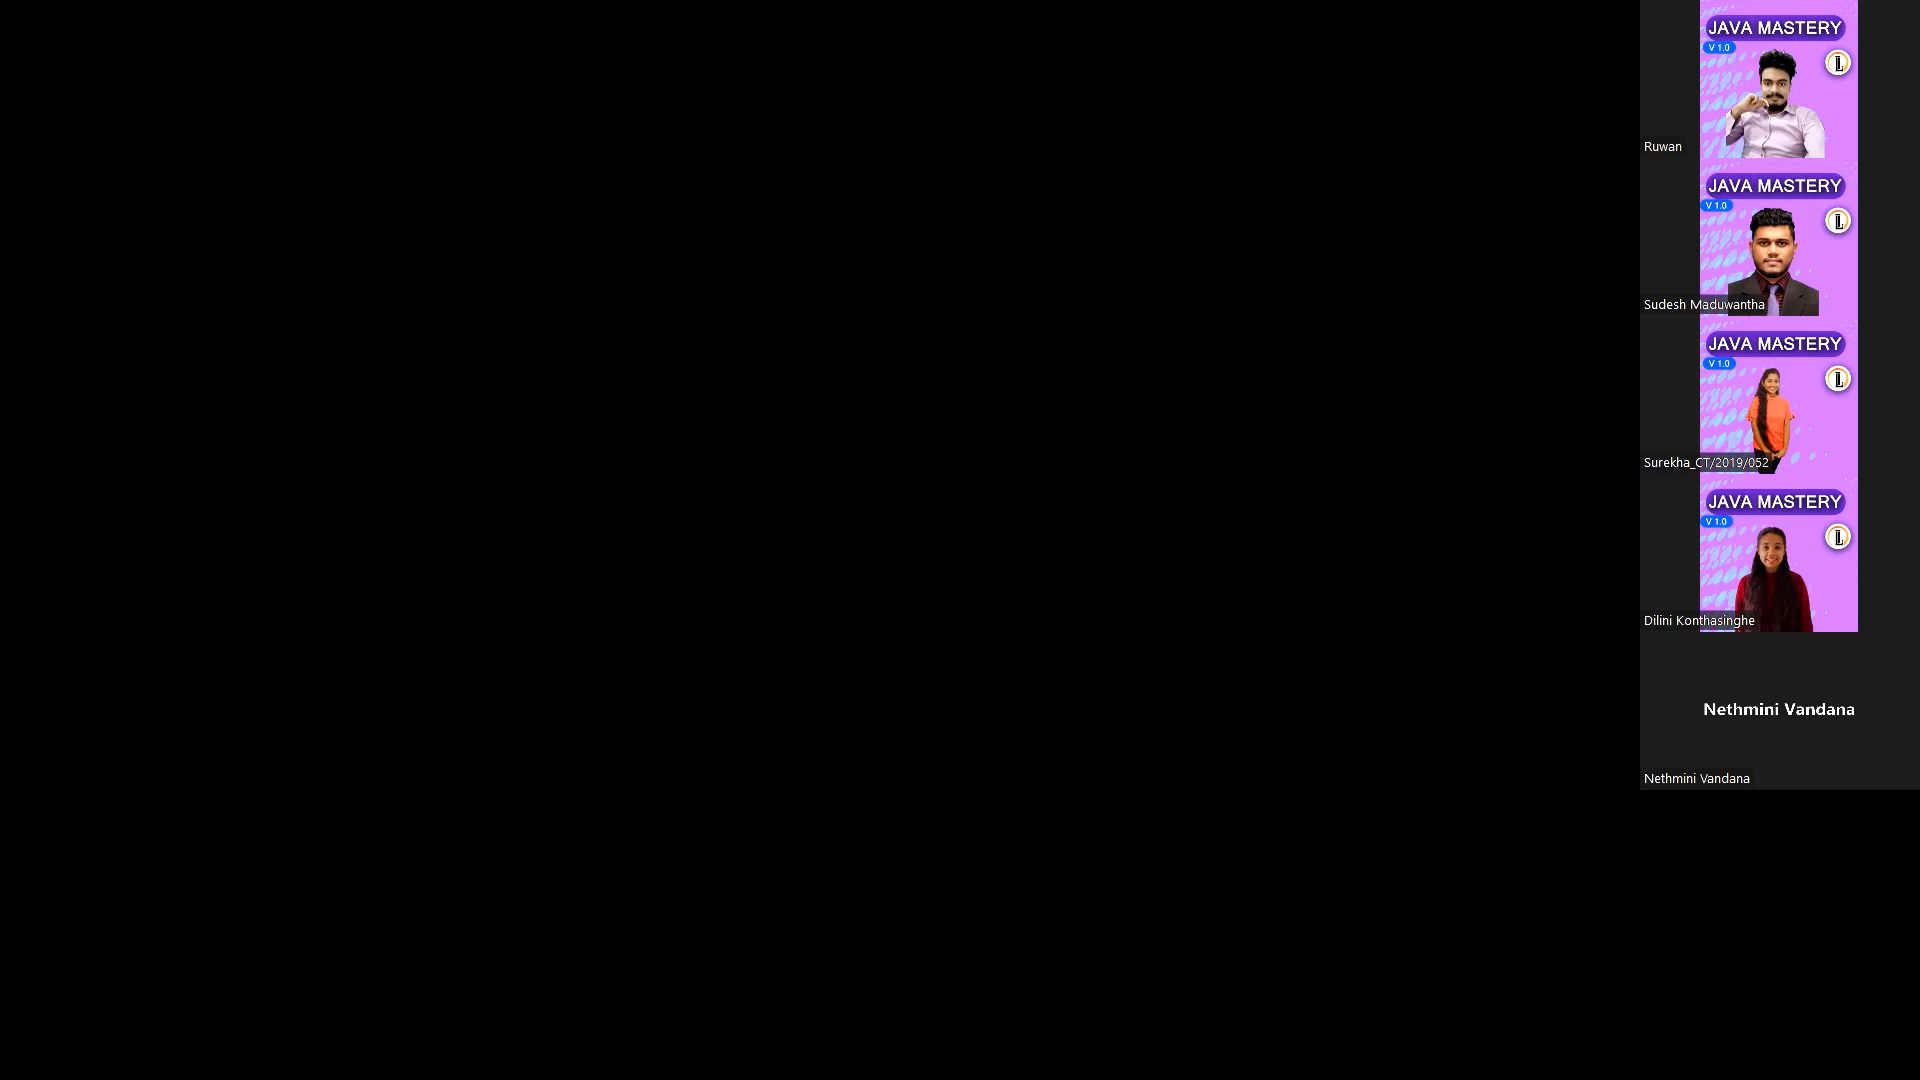 JAVA MASTERY
V 1.0
Ruwan
JAVA MASTERY
V 1.0
Sudesh Maduwantha
JAVA MASTERY
V 1.0
Surekha_CT/2019/052
JAVA MASTERY
V 1.0
Dilini Konthasinghe
Nethmini Vandana
Nethmini Vandana